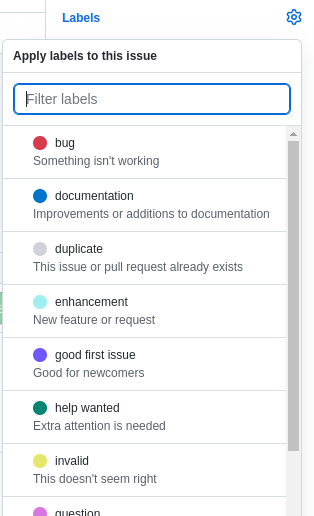 Labels
Apply labels to this issue
Filter labels
bug
Something isn't working
documentation
Improvements or additions to documentation
duplicate
This issue or pull request already exists
enhancement
New feature or request
good first issue
Good for newcomers
help wanted
Extra attention is needed
invalid
This doesn't seem right
question